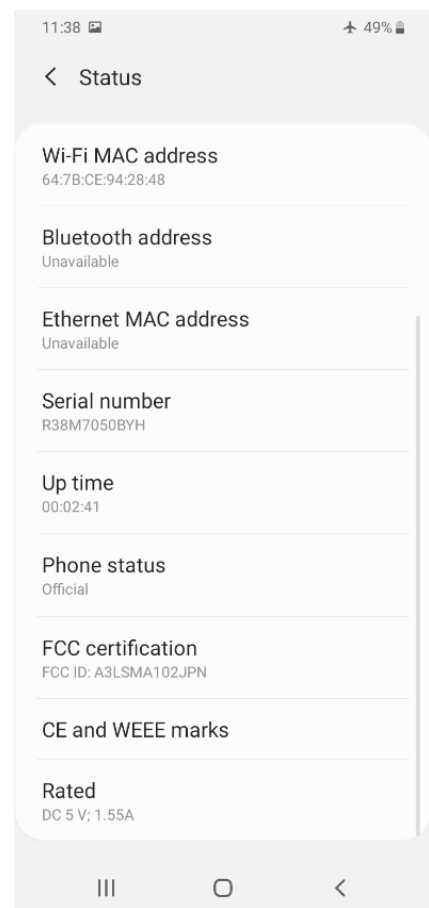 11:38
49%
Status
Wi-Fi MAC address
64:7B:CE:94:28:48
Bluetooth address
Unavailable
Ethernet MAC address
Unavailable
Serial number
R38M7050BYH
Up time
00:02:41
Phone status
Official
FCC certification
FCC ID: A3LSMA102JPN
CE and WEEE marks
Rated
DC 5 V; 1.55A